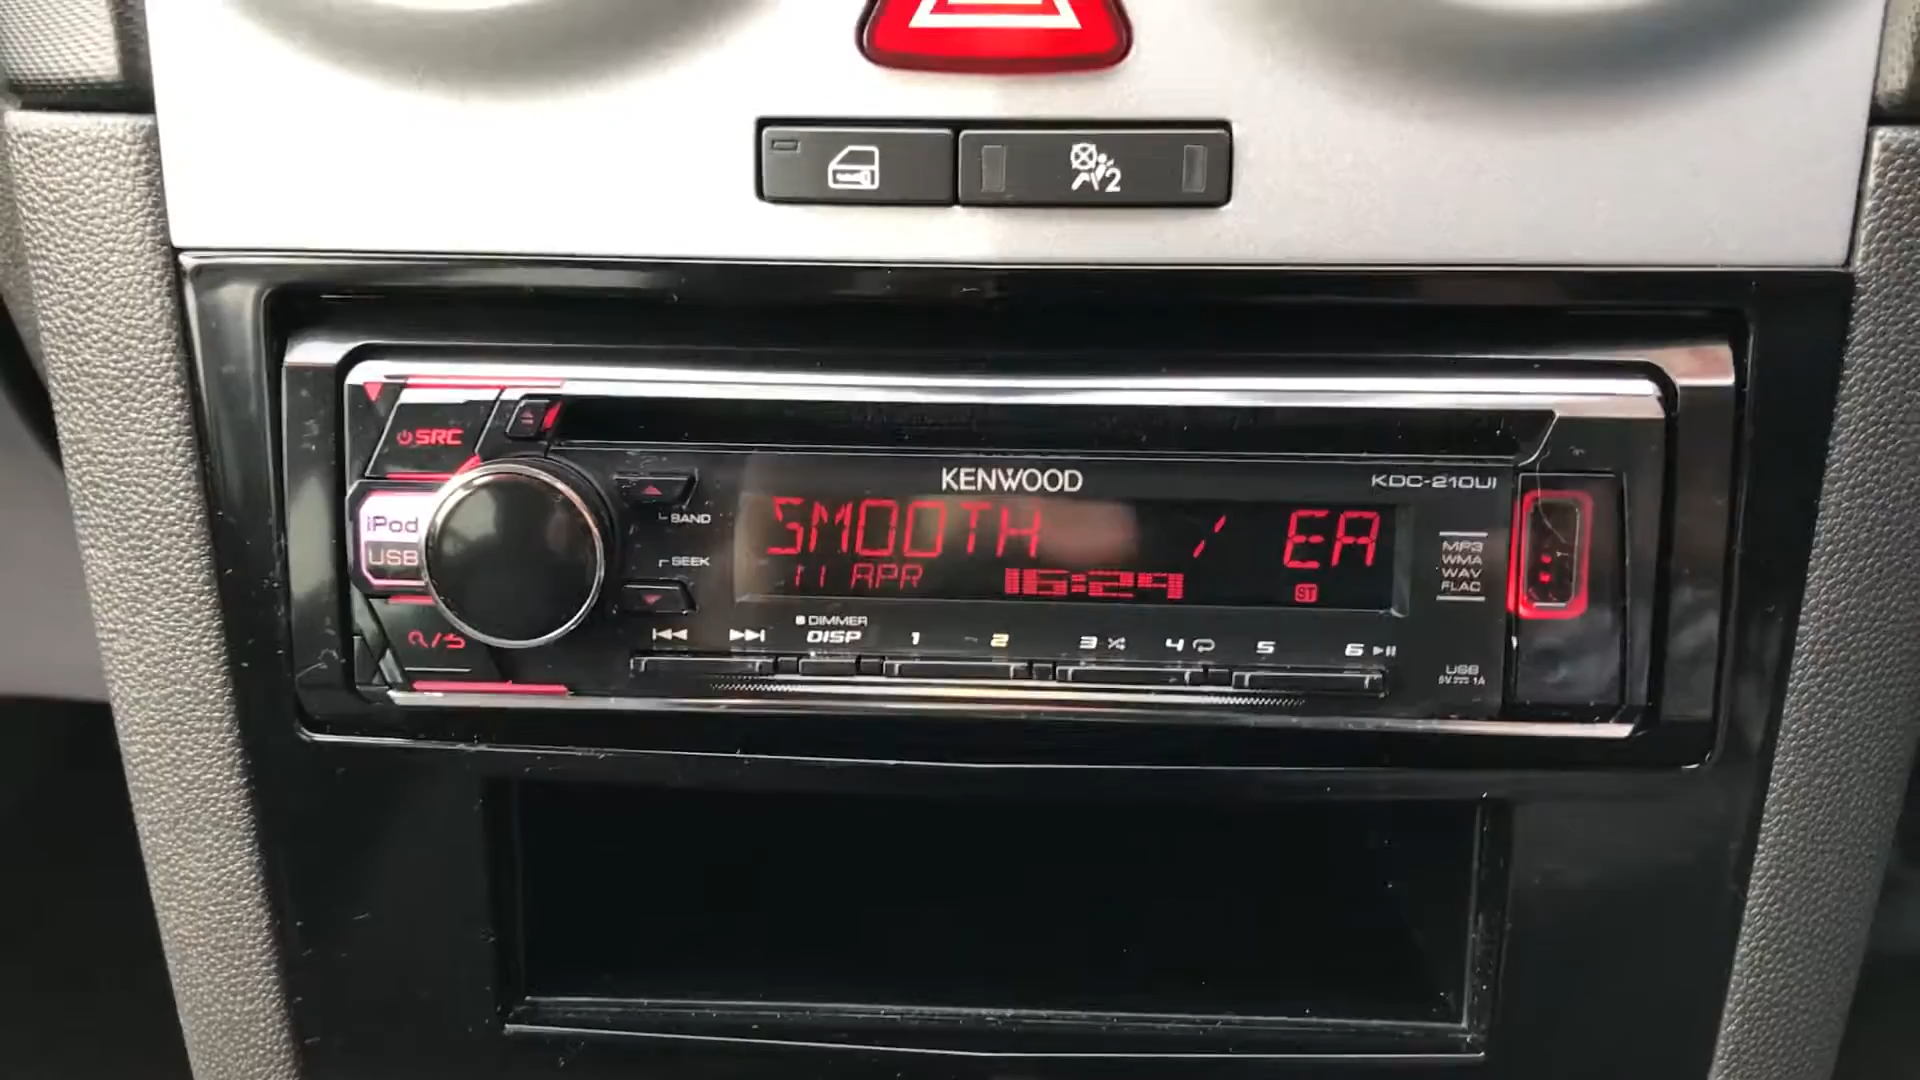 2
SRC
KENWOOD
KDC-210UI
iPod
USB
BAND
SEEK
SMOOTH / EA
11 APR 16:29
ST
MP3
WMA
WAV
FLAC
DIMMER
DISP 1 2 3 4 5 6
USB
5V 1A